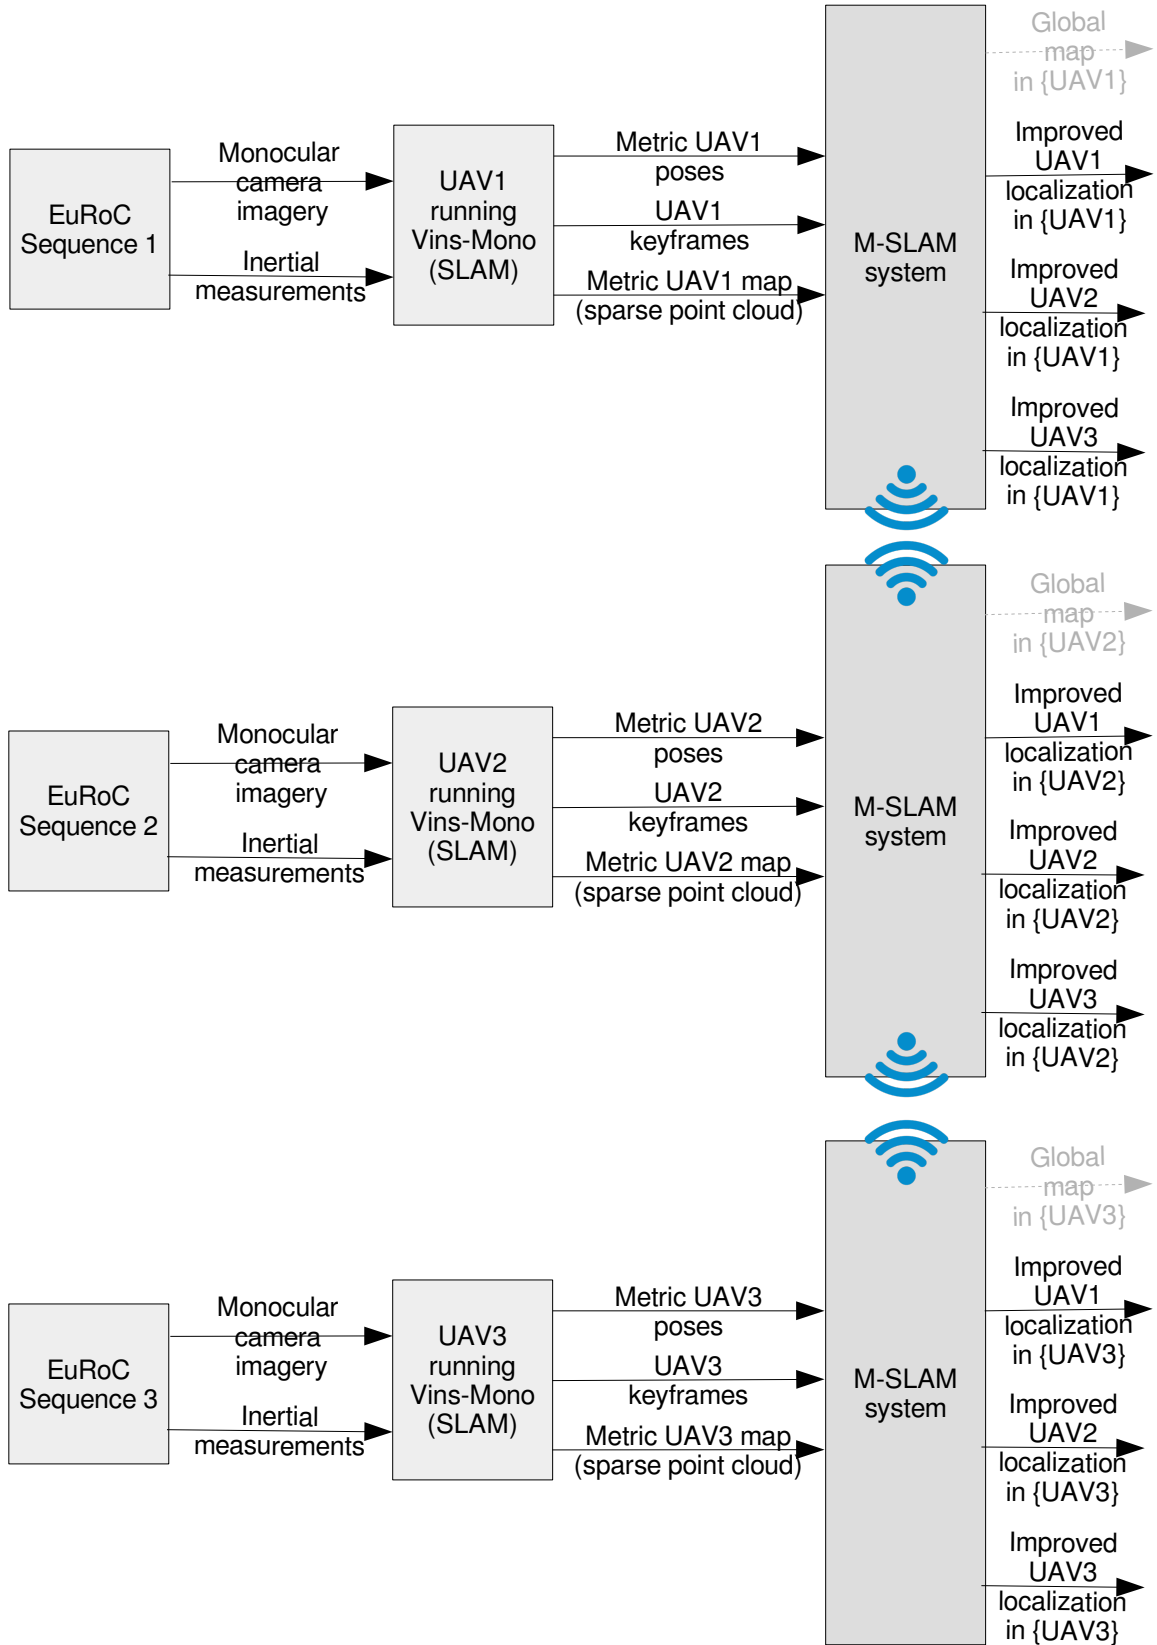 EuRoC
Sequence 1
Monocular
camera
imagery
Inertial
measurements
UAV1
running
Vins-Mono
(SLAM)
Metric UAV1
poses
UAV1
keyframes
Metric UAV1 map
(sparse point cloud)
M-SLAM
system
Global
map
in {UAV1}
Improved
UAV1
localization
in {UAV1}
Improved
UAV2
localization
in {UAV1}
Improved
UAV3
localization
in {UAV1}
EuRoC
Sequence 2
Monocular
camera
imagery
Inertial
measurements
UAV2
running
Vins-Mono
(SLAM)
Metric UAV2
poses
UAV2
keyframes
Metric UAV2 map
(sparse point cloud)
M-SLAM
system
Global
map
in {UAV2}
Improved
UAV1
localization
in {UAV2}
Improved
UAV2
localization
in {UAV2}
Improved
UAV3
localization
in {UAV2}
EuRoC
Sequence 3
Monocular
camera
imagery
Inertial
measurements
UAV3
running
Vins-Mono
(SLAM)
Metric UAV3
poses
UAV3
keyframes
Metric UAV3 map
(sparse point cloud)
M-SLAM
system
Global
map
in {UAV3}
Improved
UAV1
localization
in {UAV3}
Improved
UAV2
localization
in {UAV3}
Improved
UAV3
localization
in {UAV3}